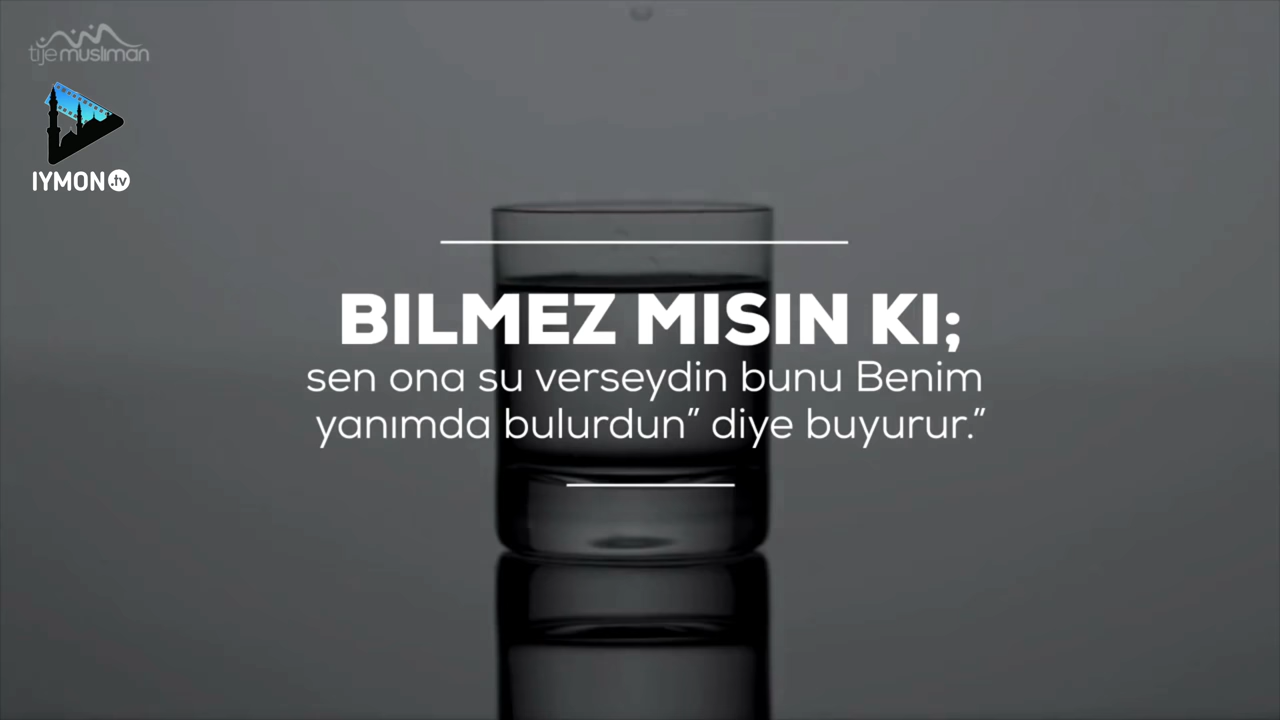 tijemusliman
IYMON.tv
BILMEZ MISIN KI;
sen ona su verseydin bunu Benim
yanımda bulurdun” diye buyurur.”